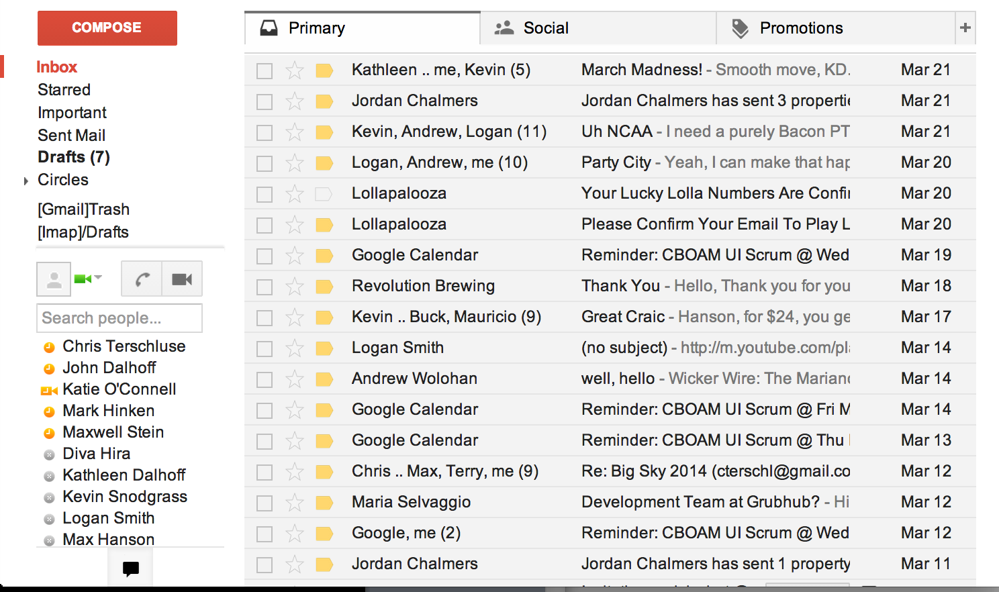 COMPOSE
Inbox
Starred
Important
Sent Mail
Drafts (7)
Circles
[Gmail]Trash
[Imap]/Drafts
Search people...
Chris Terschluse
John Dalhoff
Katie O'Connell
Mark Hinken
Maxwell Stein
Diva Hira
Kathleen Dalhoff
Kevin Snodgrass
Logan Smith
Max Hanson
Primary Social Promotions +
Kathleen .. me, Kevin (5) March Madness! - Smooth move, KD. Mar 21
Jordan Chalmers Jordan Chalmers has sent 3 propertie Mar 21
Kevin, Andrew, Logan (11) Uh NCAA - I need a purely Bacon PT Mar 21
Logan, Andrew, me (10) Party City - Yeah, I can make that hap Mar 20
Lollapalooza Your Lucky Lolla Numbers Are Confir Mar 20
Lollapalooza Please Confirm Your Email To Play L Mar 20
Google Calendar Reminder: CBOAM UI Scrum @ Wed Mar 19
Revolution Brewing Thank You - Hello, Thank you for you Mar 18
Kevin .. Buck, Mauricio (9) Great Craic - Hanson, for $24, you ge Mar 17
Logan Smith (no subject) - http://m.youtube.com/pla Mar 14
Andrew Wolohan well, hello - Wicker Wire: The Marianc Mar 14
Google Calendar Reminder: CBOAM UI Scrum @ Fri M Mar 14
Google Calendar Reminder: CBOAM UI Scrum @ Thu Mar 13
Chris .. Max, Terry, me (9) Re: Big Sky 2014 (cterschl@gmail.co Mar 12
Maria Selvaggio Development Team at Grubhub? - Hi Mar 12
Google, me (2) Reminder: CBOAM UI Scrum @ Wed Mar 12
Jordan Chalmers Jordan Chalmers has sent 1 property Mar 11